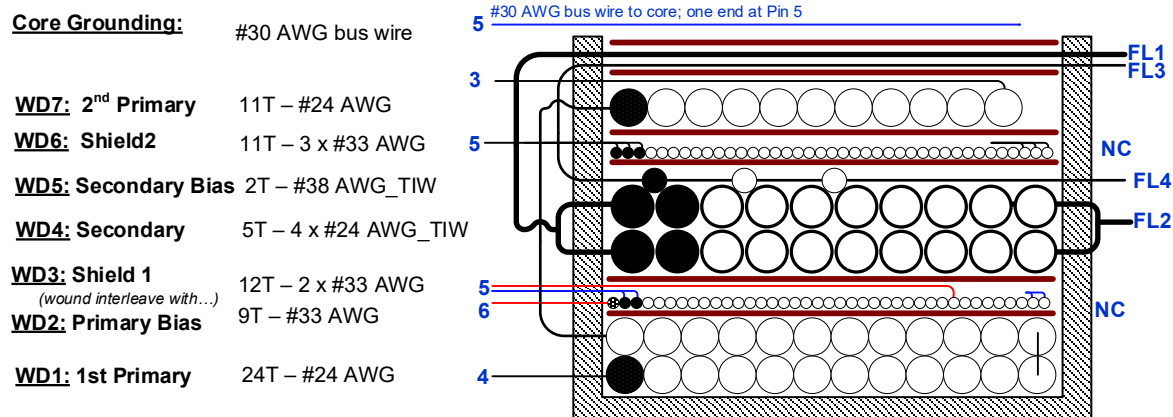 Core Grounding: #30 AWG bus wire
5 #30 AWG bus wire to core; one end at Pin 5
FL1
FL3
3
WD7: 2nd Primary 11T – #24 AWG
WD6: Shield2 11T – 3 x #33 AWG
5 NC
WD5: Secondary Bias 2T – #38 AWG_TIW
FL4
WD4: Secondary 5T – 4 x #24 AWG_TIW
FL2
WD3: Shield 1 12T – 2 x #33 AWG
(wound interleave with…)
5
6 NC
WD2: Primary Bias 9T – #33 AWG
WD1: 1st Primary 24T – #24 AWG
4